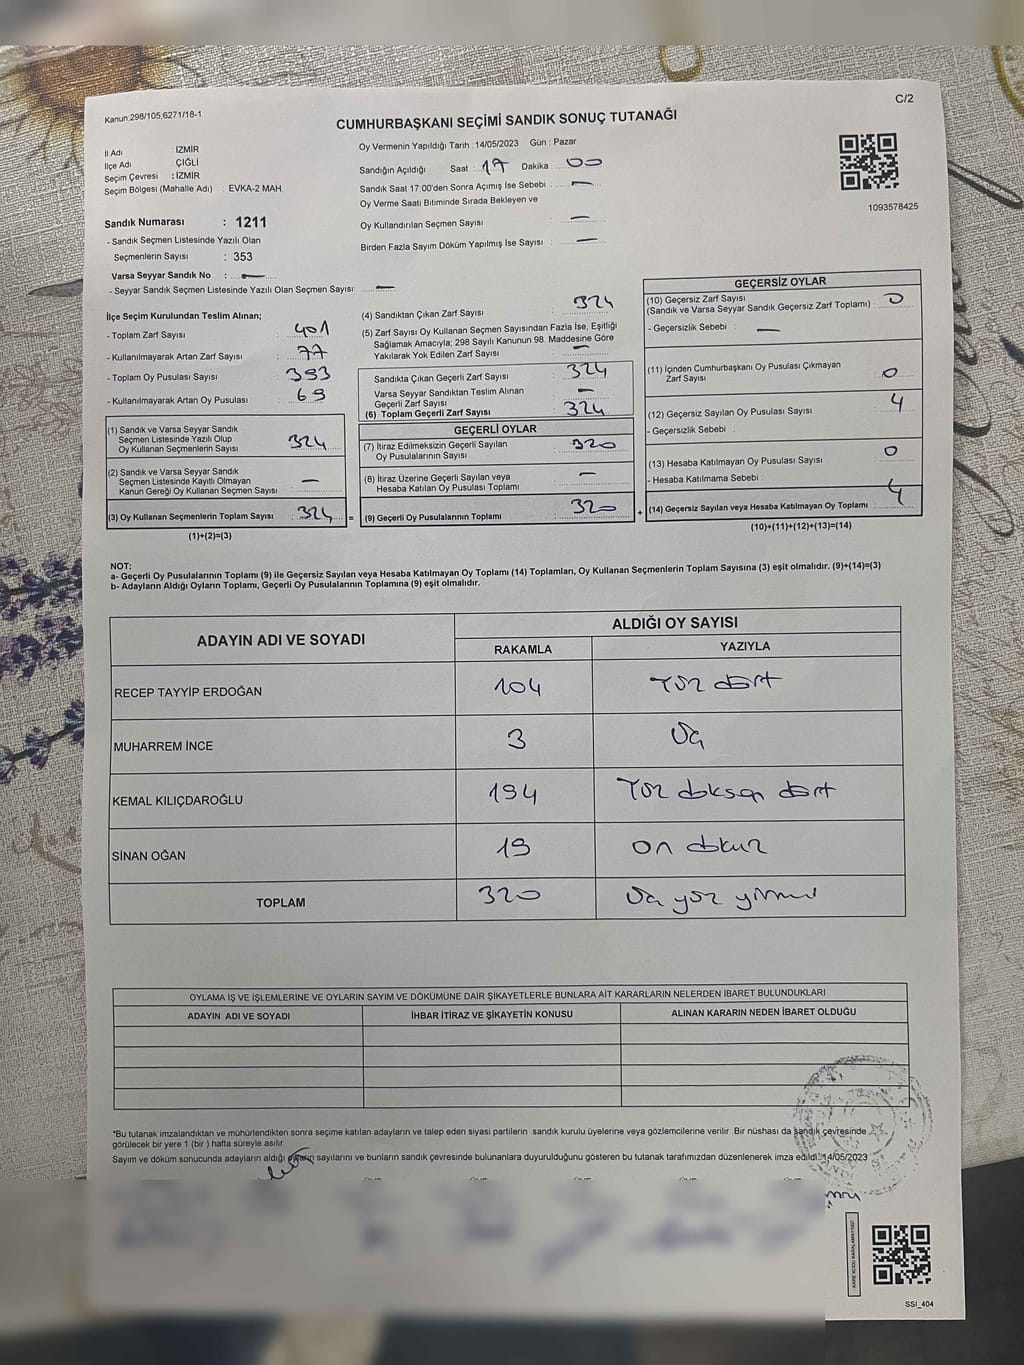 C/2
Kanun:298/105,6271/18-1
CUMHURBAŞKANI SEÇİMİ SANDIK SONUÇ TUTANAĞI
İl Adı : İZMİR
İlçe Adı : ÇİĞLİ
Seçim Çevresi : İZMİR
Seçim Bölgesi (Mahalle Adı) : EVKA-2 MAH.
Sandık Numarası : 1211
- Sandık Seçmen Listesinde Yazılı Olan
Seçmenlerin Sayısı : 353
Varsa Seyyar Sandık No : —
- Seyyar Sandık Seçmen Listesinde Yazılı Olan Seçmen Sayısı: —
Oy Vermenin Yapıldığı Tarih : 14/05/2023 Gün : Pazar
Sandığın Açıldığı Saat : 17 Dakika : 00
Sandık Saat 17:00'den Sonra Açılmış İse Sebebi : —
Oy Verme Saati Bitiminde Sırada Bekleyen ve
Oy Kullandırılan Seçmen Sayısı : —
Birden Fazla Sayım Döküm Yapılmış İse Sayısı : —
1093578425
İlçe Seçim Kurulundan Teslim Alınan;
- Toplam Zarf Sayısı : 401
- Kullanılmayarak Artan Zarf Sayısı : 77
- Toplam Oy Pusulası Sayısı : 393
- Kullanılmayarak Artan Oy Pusulası : 69
(1) Sandık ve Varsa Seyyar Sandık
Seçmen Listesinde Yazılı Olup
Oy Kullanan Seçmenlerin Sayısı : 324
(2) Sandık ve Varsa Seyyar Sandık
Seçmen Listesinde Kayıtlı Olmayan
Kanun Gereği Oy Kullanan Seçmen Sayısı : —
(3) Oy Kullanan Seçmenlerin Toplam Sayısı : 324
(1)+(2)=(3)
(4) Sandıktan Çıkan Zarf Sayısı : 324
(5) Zarf Sayısı Oy Kullanan Seçmen Sayısından Fazla İse, Eşitliği
Sağlamak Amacıyla; 298 Sayılı Kanunun 98. Maddesine Göre
Yakılarak Yok Edilen Zarf Sayısı : —
Sandıkta Çıkan Geçerli Zarf Sayısı : 324
Varsa Seyyar Sandıktan Teslim Alınan
Geçerli Zarf Sayısı : —
(6) Toplam Geçerli Zarf Sayısı : 324
GEÇERLİ OYLAR
(7) İtiraz Edilmeksizin Geçerli Sayılan
Oy Pusulalarının Sayısı : 320
(8) İtiraz Üzerine Geçerli Sayılan veya
Hesaba Katılan Oy Pusulası Toplamı : —
= (9) Geçerli Oy Pusulalarının Toplamı : 320
GEÇERSİZ OYLAR
(10) Geçersiz Zarf Sayısı
(Sandık ve Varsa Seyyar Sandık Geçersiz Zarf Toplamı) : 0
- Geçersizlik Sebebi : —
(11) İçinden Cumhurbaşkanı Oy Pusulası Çıkmayan
Zarf Sayısı : 0
(12) Geçersiz Sayılan Oy Pusulası Sayısı : 4
- Geçersizlik Sebebi :
(13) Hesaba Katılmayan Oy Pusulası Sayısı : 0
- Hesaba Katılmama Sebebi :
+ (14) Geçersiz Sayılan veya Hesaba Katılmayan Oy Toplamı : 4
(10)+(11)+(12)+(13)=(14)
NOT:
a- Geçerli Oy Pusulalarının Toplamı (9) ile Geçersiz Sayılan veya Hesaba Katılmayan Oy Toplamı (14) Toplamları, Oy Kullanan Seçmenlerin Toplam Sayısına (3) eşit olmalıdır. (9)+(14)=(3)
b- Adayların Aldığı Oyların Toplamı, Geçerli Oy Pusulalarının Toplamına (9) eşit olmalıdır.
ADAYIN ADI VE SOYADI ALDIĞI OY SAYISI
RAKAMLA YAZIYLA
RECEP TAYYİP ERDOĞAN 104 Yüz dört
MUHARREM İNCE 3 Üç
KEMAL KILIÇDAROĞLU 194 Yüz doksan dört
SİNAN OĞAN 19 on dokuz
TOPLAM 320 Üç yüz yirmi
OYLAMA İŞ VE İŞLEMLERİNE VE OYLARIN SAYIM VE DÖKÜMÜNE DAİR ŞİKAYETLERLE BUNLARA AİT KARARLARIN NELERDEN İBARET BULUNDUKLARI
ADAYIN ADI VE SOYADI İHBAR İTİRAZ VE ŞİKAYETİN KONUSU ALINAN KARARIN NEDEN İBARET OLDUĞU
*Bu tutanak imzalandıktan ve mühürlendikten sonra seçime katılan adayların ve talep eden siyasi partilerin sandık kurulu üyelerine veya gözlemcilerine verilir. Bir nüshası da sandık çevresinde
görülecek bir yere 1 (bir ) hafta süreyle asılır.
Sayım ve döküm sonucunda adayların aldığı oyların sayılarını ve bunların sandık çevresinde bulunanlara duyurulduğunu gösteren bu tutanak tarafımızdan düzenlenerek imza edildi. 14/05/2023
SSI_404